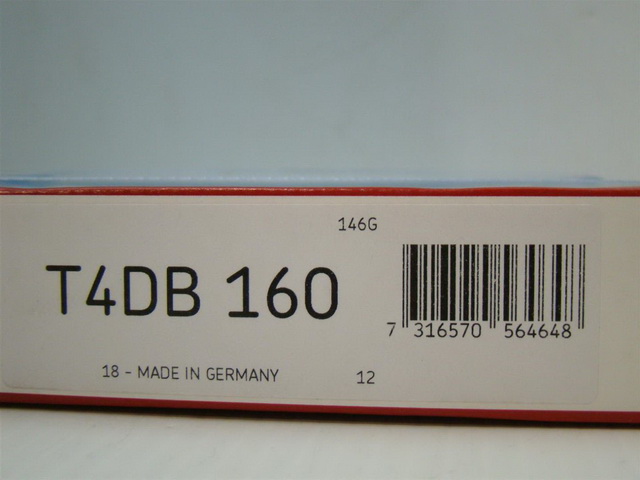 146G
T4DB 160
7 316570 564648
18 - MADE IN GERMANY
12